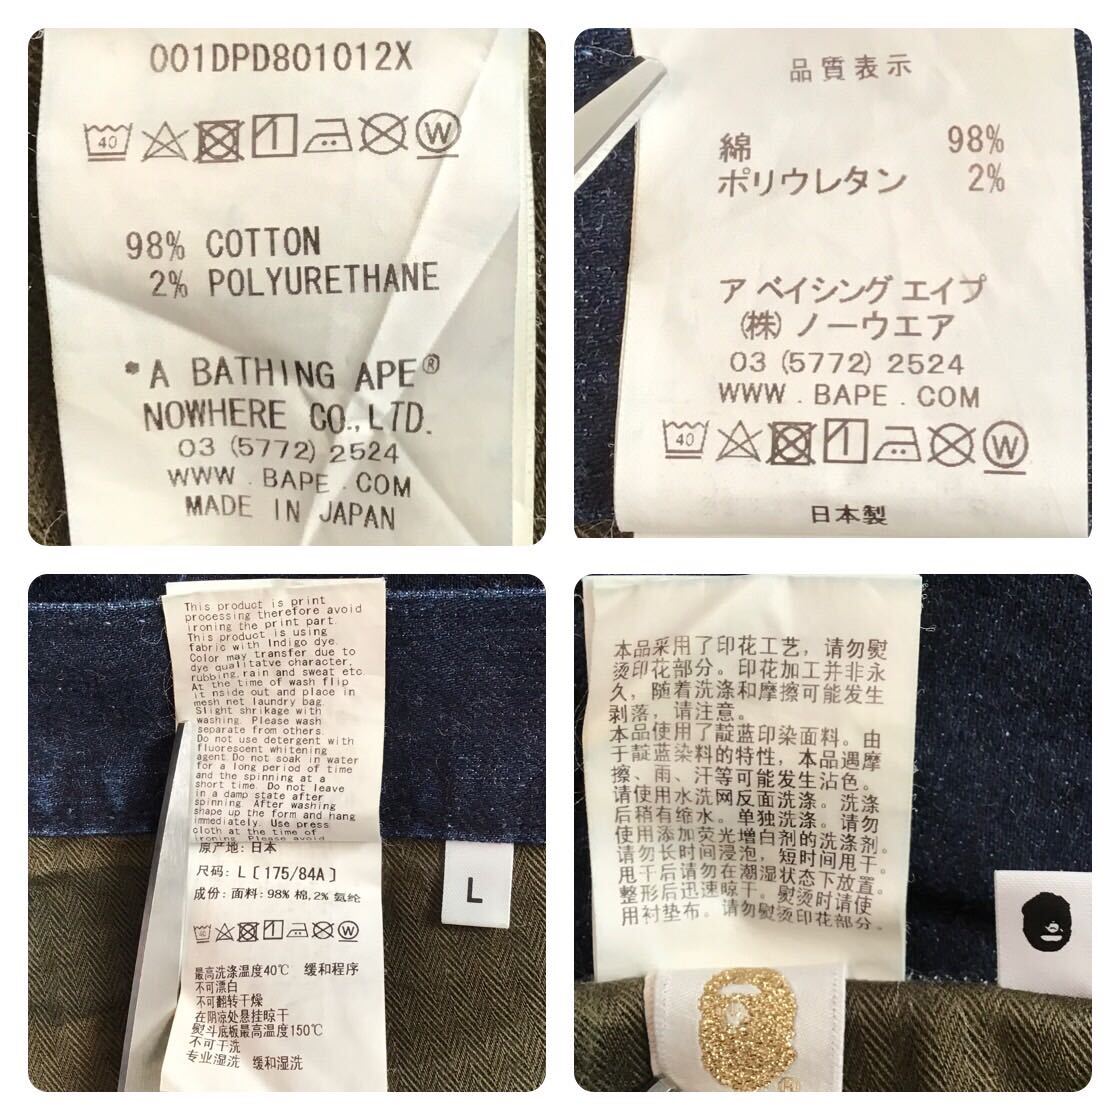 001DPD801012X
40
W
98% COTTON
2% POLYURETHANE
*A BATHING APE®
NOWHERE CO.,LTD.
03 (5772) 2524
WWW.BAPE.COM
MADE IN JAPAN
品質表示
綿 98%
ポリウレタン 2%
ア ベイシング エイプ
(株) ノーウエア
03 (5772) 2524
WWW.BAPE.COM
40
W
日本製
This product is print
processing therefore avoid
ironing the print part.
This product is using
fabric with Indigo dye.
Color may transfer due to
dye qualitatve character,
rubbing,rain and sweat etc.
At the time of wash flip
it nside out and place in
mesh net laundry bag.
Slight shrikage with
washing. Please wash
separate from others.
Do not use detergent with
fluorescent whitening
agent.Do not soak in water
for a long period of time
and the spinning at a
short time. Do not leave
in a damp state after
spinning. After washing
shape up the form and hang
immediately. Use press
cloth at the time of
ironing. Please avoid
原产地: 日本
尺码: L [175/84A]
成份: 面料: 98% 棉,2% 氨纶
40
W
最高洗涤温度40℃ 缓和程序
不可漂白
不可翻转干燥
在阴凉处悬挂晾干
熨斗底板最高温度150℃
不可干洗
专业湿洗 缓和湿洗
L
本品采用了印花工艺，请勿熨
烫印花部分。印花加工并非永
久，随着洗涤和摩擦可能发生
剥落，请注意。
本品使用了靛蓝印染面料。由
于靛蓝染料的特性，本品遇摩
擦、雨、汗等可能发生沾色。
请使用水洗网反面洗涤。洗涤
后稍有缩水。单独洗涤。请勿
使用添加荧光增白剂的洗涤剂。
请勿长时间浸泡，短时间甩干。
甩干后请勿在潮湿状态下放置。
整形后迅速晾干。熨烫时请使
用衬垫布。请勿熨烫印花部分。
®